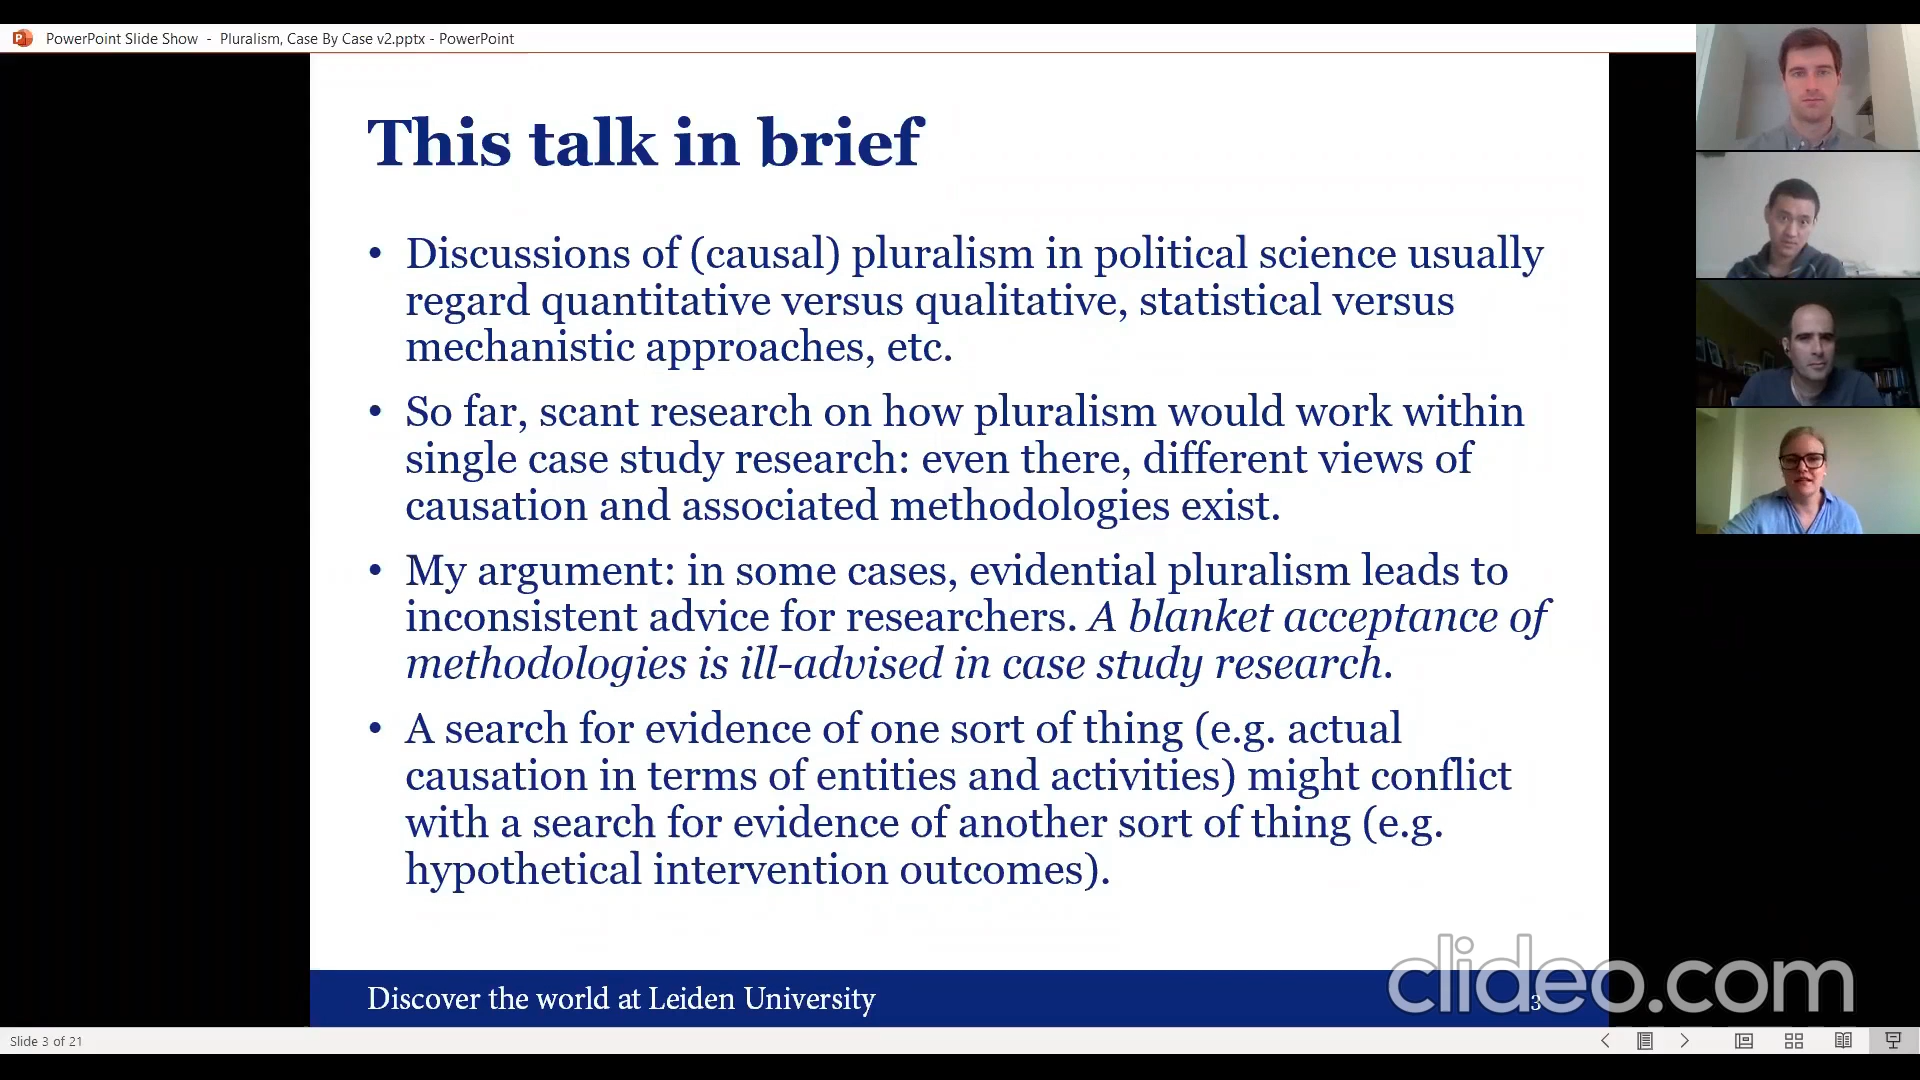 PowerPoint Slide Show - Pluralism, Case By Case v2.pptx - PowerPoint
This talk in brief
• Discussions of (causal) pluralism in political science usually
regard quantitative versus qualitative, statistical versus
mechanistic approaches, etc.
• So far, scant research on how pluralism would work within
single case study research: even there, different views of
causation and associated methodologies exist.
• My argument: in some cases, evidential pluralism leads to
inconsistent advice for researchers. A blanket acceptance of
methodologies is ill-advised in case study research.
• A search for evidence of one sort of thing (e.g. actual
causation in terms of entities and activities) might conflict
with a search for evidence of another sort of thing (e.g.
hypothetical intervention outcomes).
Discover the world at Leiden University
3
clideo.com
Slide 3 of 21